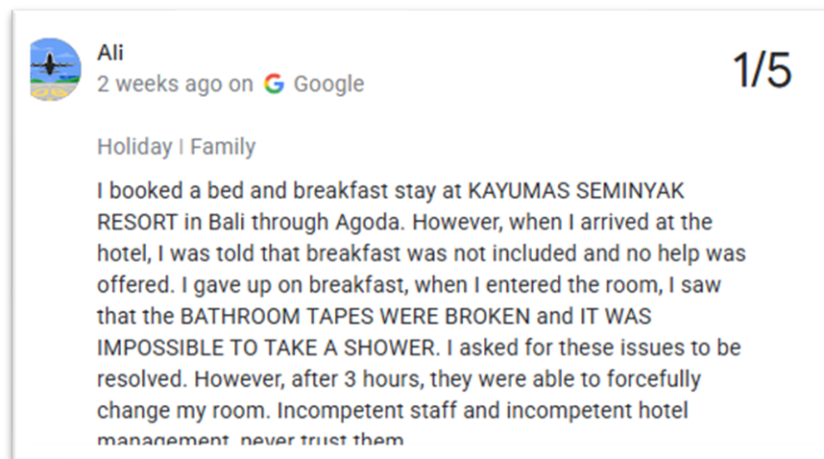 Ali
1/5
2 weeks ago on Google
Holiday | Family
I booked a bed and breakfast stay at KAYUMAS SEMINYAK
RESORT in Bali through Agoda. However, when I arrived at the
hotel, I was told that breakfast was not included and no help was
offered. I gave up on breakfast, when I entered the room, I saw
that the BATHROOM TAPES WERE BROKEN and IT WAS
IMPOSSIBLE TO TAKE A SHOWER. I asked for these issues to be
resolved. However, after 3 hours, they were able to forcefully
change my room. Incompetent staff and incompetent hotel
management, never trust them